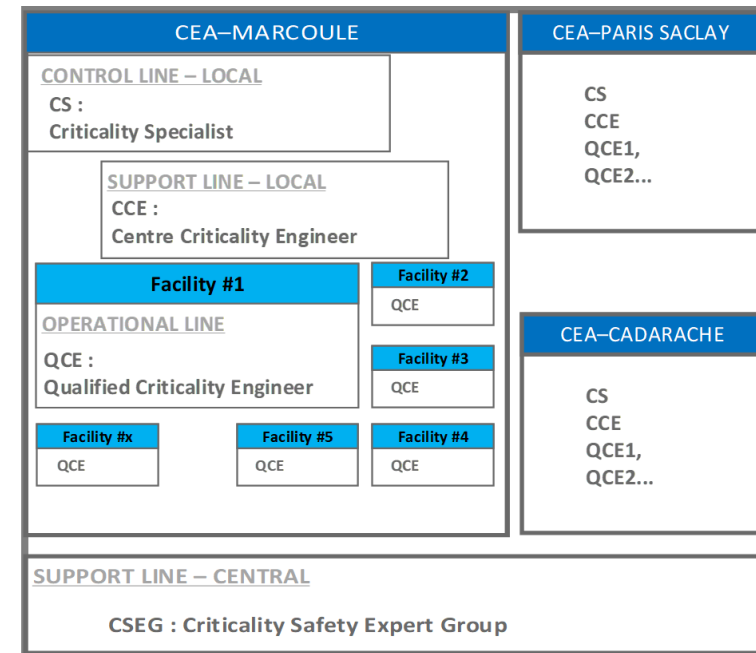 CEA–MARCOULE
CONTROL LINE – LOCAL
CS :
Criticality Specialist
SUPPORT LINE – LOCAL
CCE :
Centre Criticality Engineer
Facility #1
OPERATIONAL LINE
QCE :
Qualified Criticality Engineer
Facility #2
QCE
Facility #3
QCE
Facility #x
QCE
Facility #5
QCE
Facility #4
QCE
CEA–PARIS SACLAY
CS
CCE
QCE1,
QCE2...
CEA–CADARACHE
CS
CCE
QCE1,
QCE2...
SUPPORT LINE – CENTRAL
CSEG : Criticality Safety Expert Group